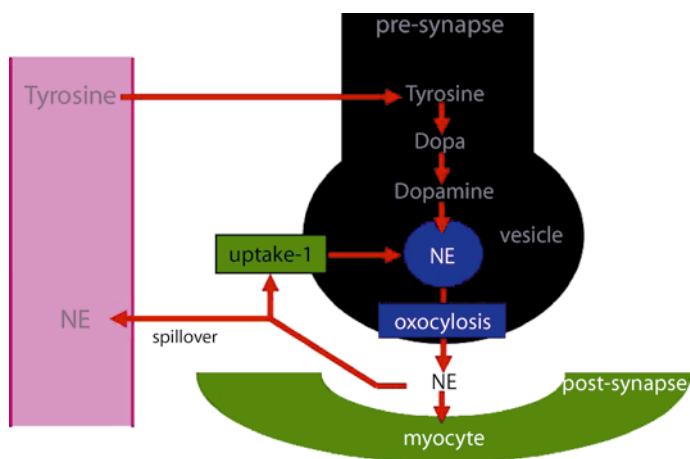 pre-synapse
Tyrosine
Tyrosine
Dopa
Dopamine
vesicle
uptake-1
NE
NE
oxocylosis
spillover
NE
post-synapse
myocyte